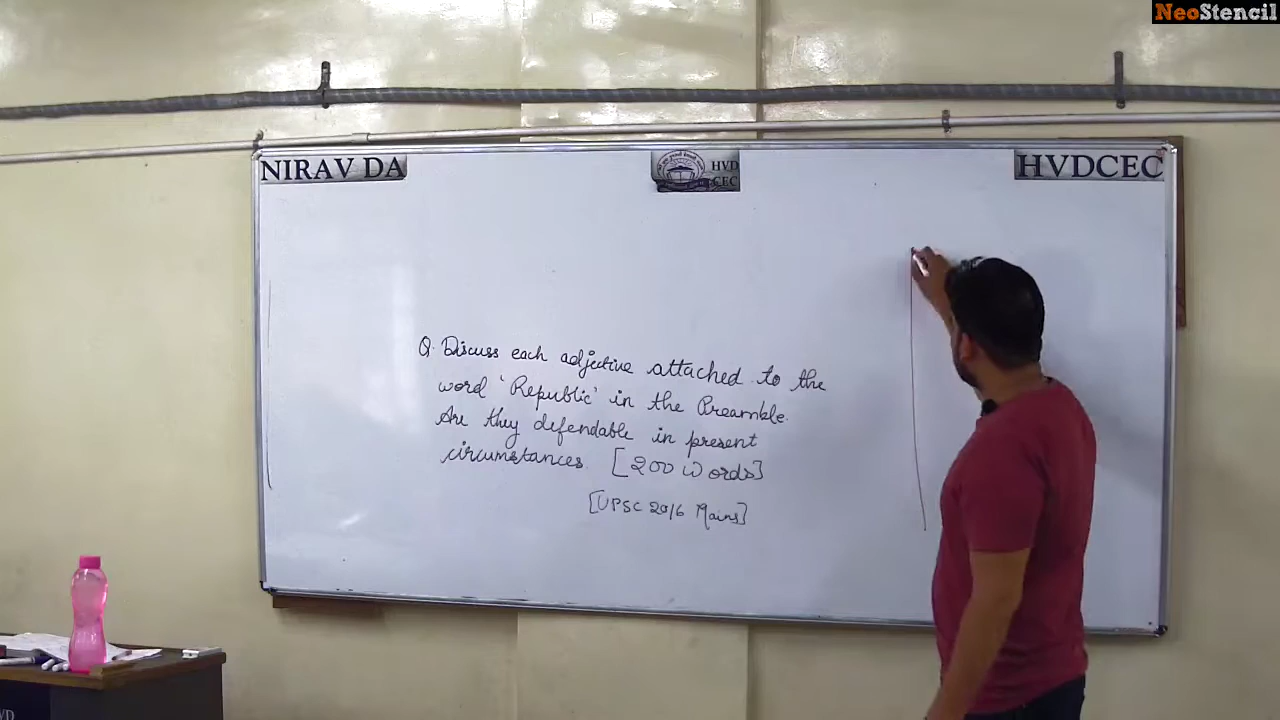 NeoStencil
NIRAV DA
HVD
CEC
HVDCEC
Q. Discuss each adjective attached to the
word 'Republic' in the Preamble.
Are they defendable in present
circumstances. [200 words]
[UPSC 2016 Mains]